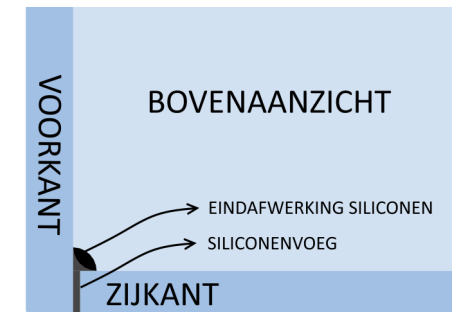 VOORKANT
BOVENAANZICHT
EINDAFWERKING SILICONEN
SILICONENVOEG
ZIJKANT